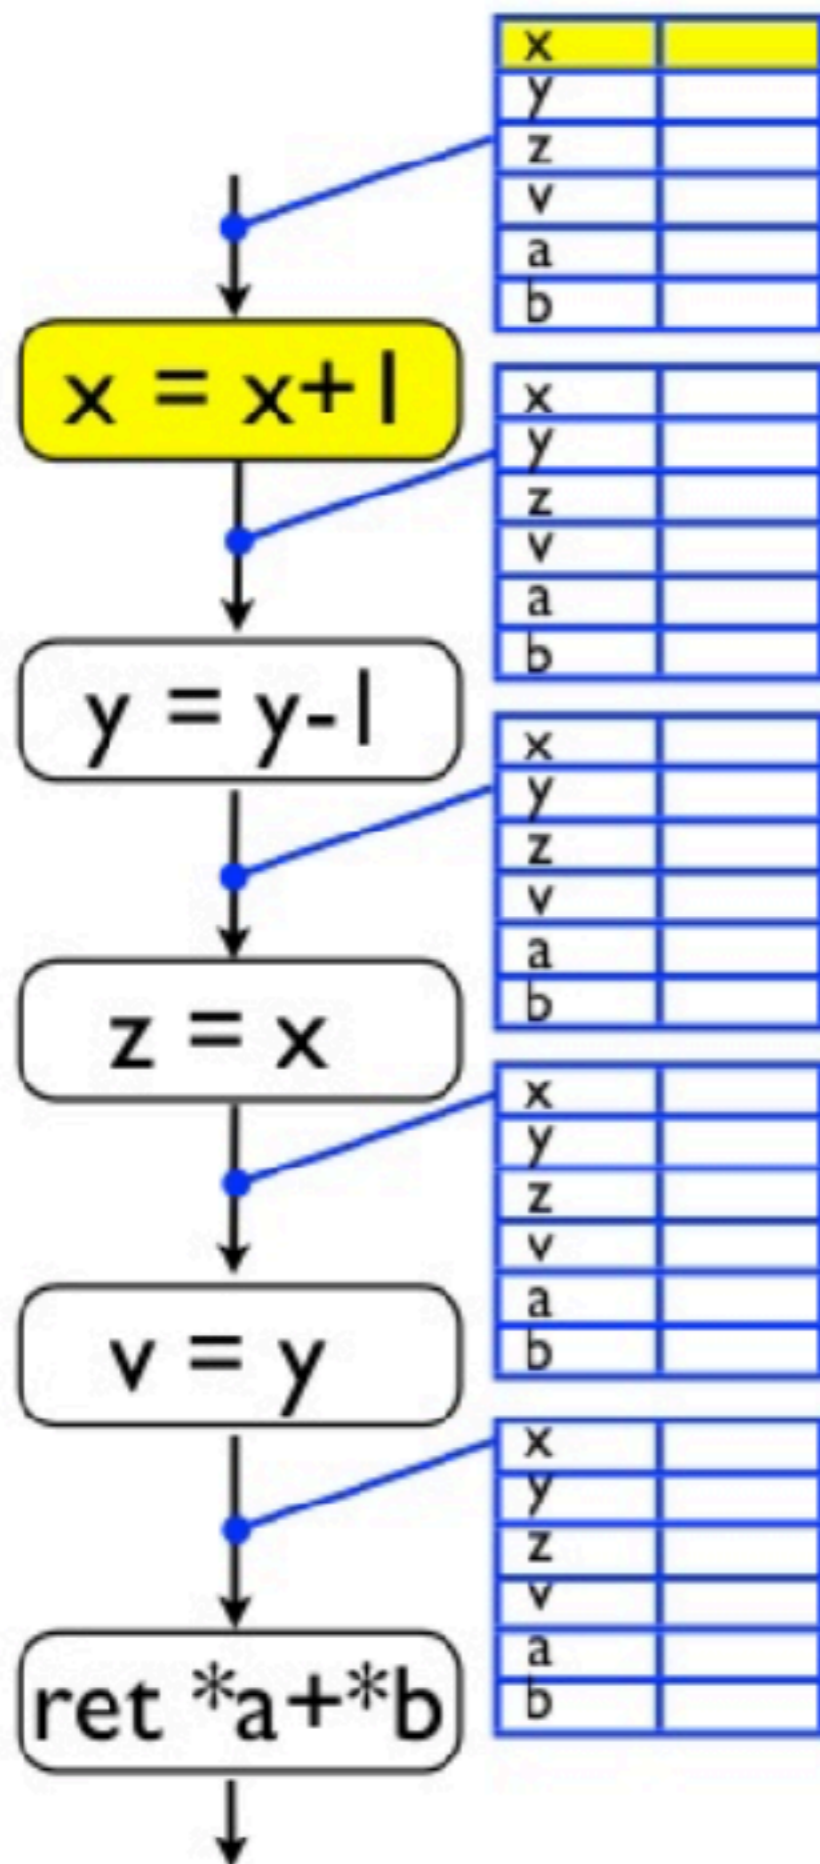 x
y
z
v
a
b
x = x+1
x
y
z
v
a
b
y = y-1
x
y
z
v
a
b
z = x
x
y
z
v
a
b
v = y
x
y
z
v
a
b
ret *a+*b